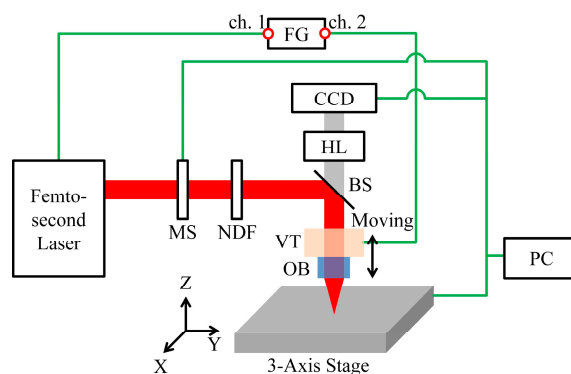 ch. 1
FG
ch. 2
CCD
HL
BS
Femto-
second
Laser
MS
NDF
Moving
VT
OB
PC
Z
Y
X
3-Axis Stage